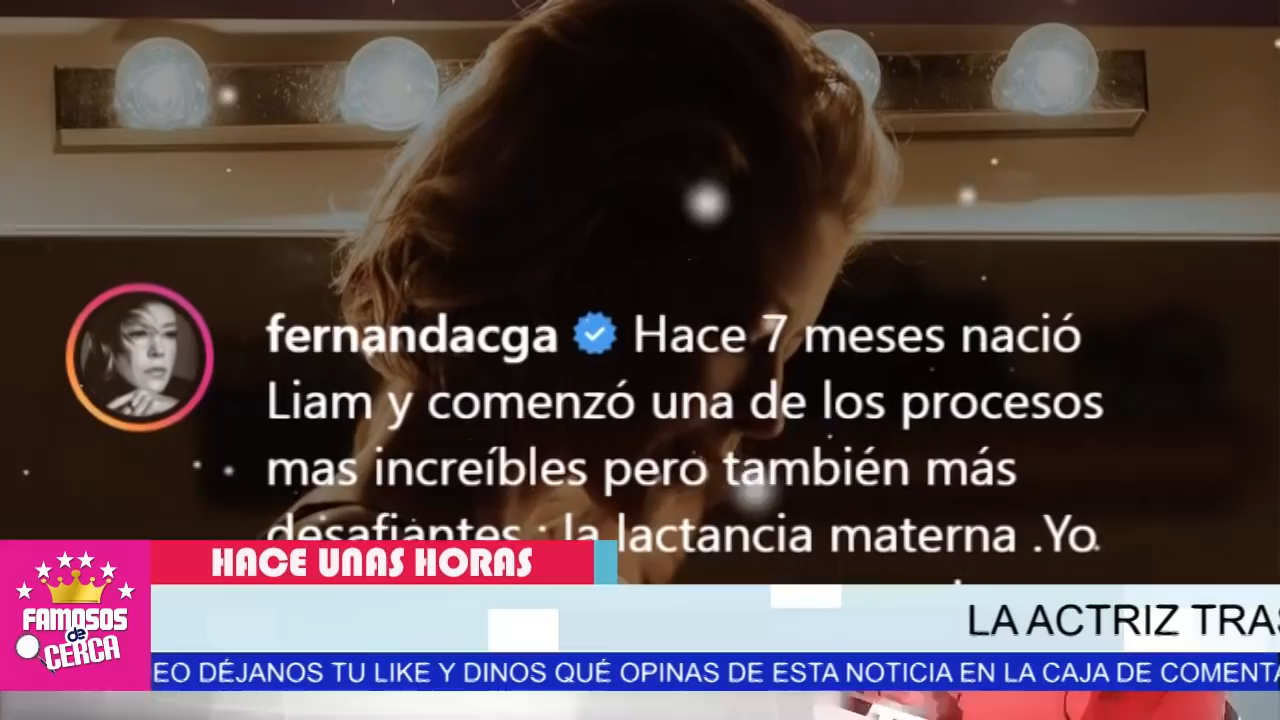 fernandacga Hace 7 meses nació
Liam y comenzó una de los procesos
mas increíbles pero también más
desafiantes ; la lactancia materna .Yo
HACE UNAS HORAS
FAMOSOS
de
CERCA
LA ACTRIZ TRAS
EO DÉJANOS TU LIKE Y DINOS QUÉ OPINAS DE ESTA NOTICIA EN LA CAJA DE COMENTA